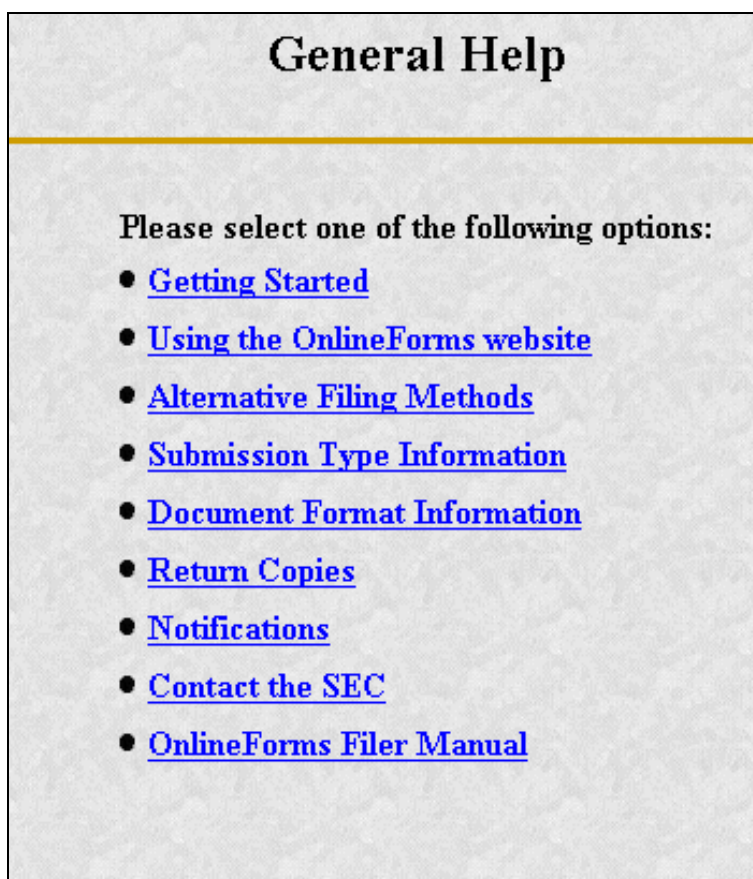 General Help
Please select one of the following options:
Getting Started
Using the OnlineForms website
Alternative Filing Methods
Submission Type Information
Document Format Information
Return Copies
Notifications
Contact the SEC
OnlineForms Filer Manual